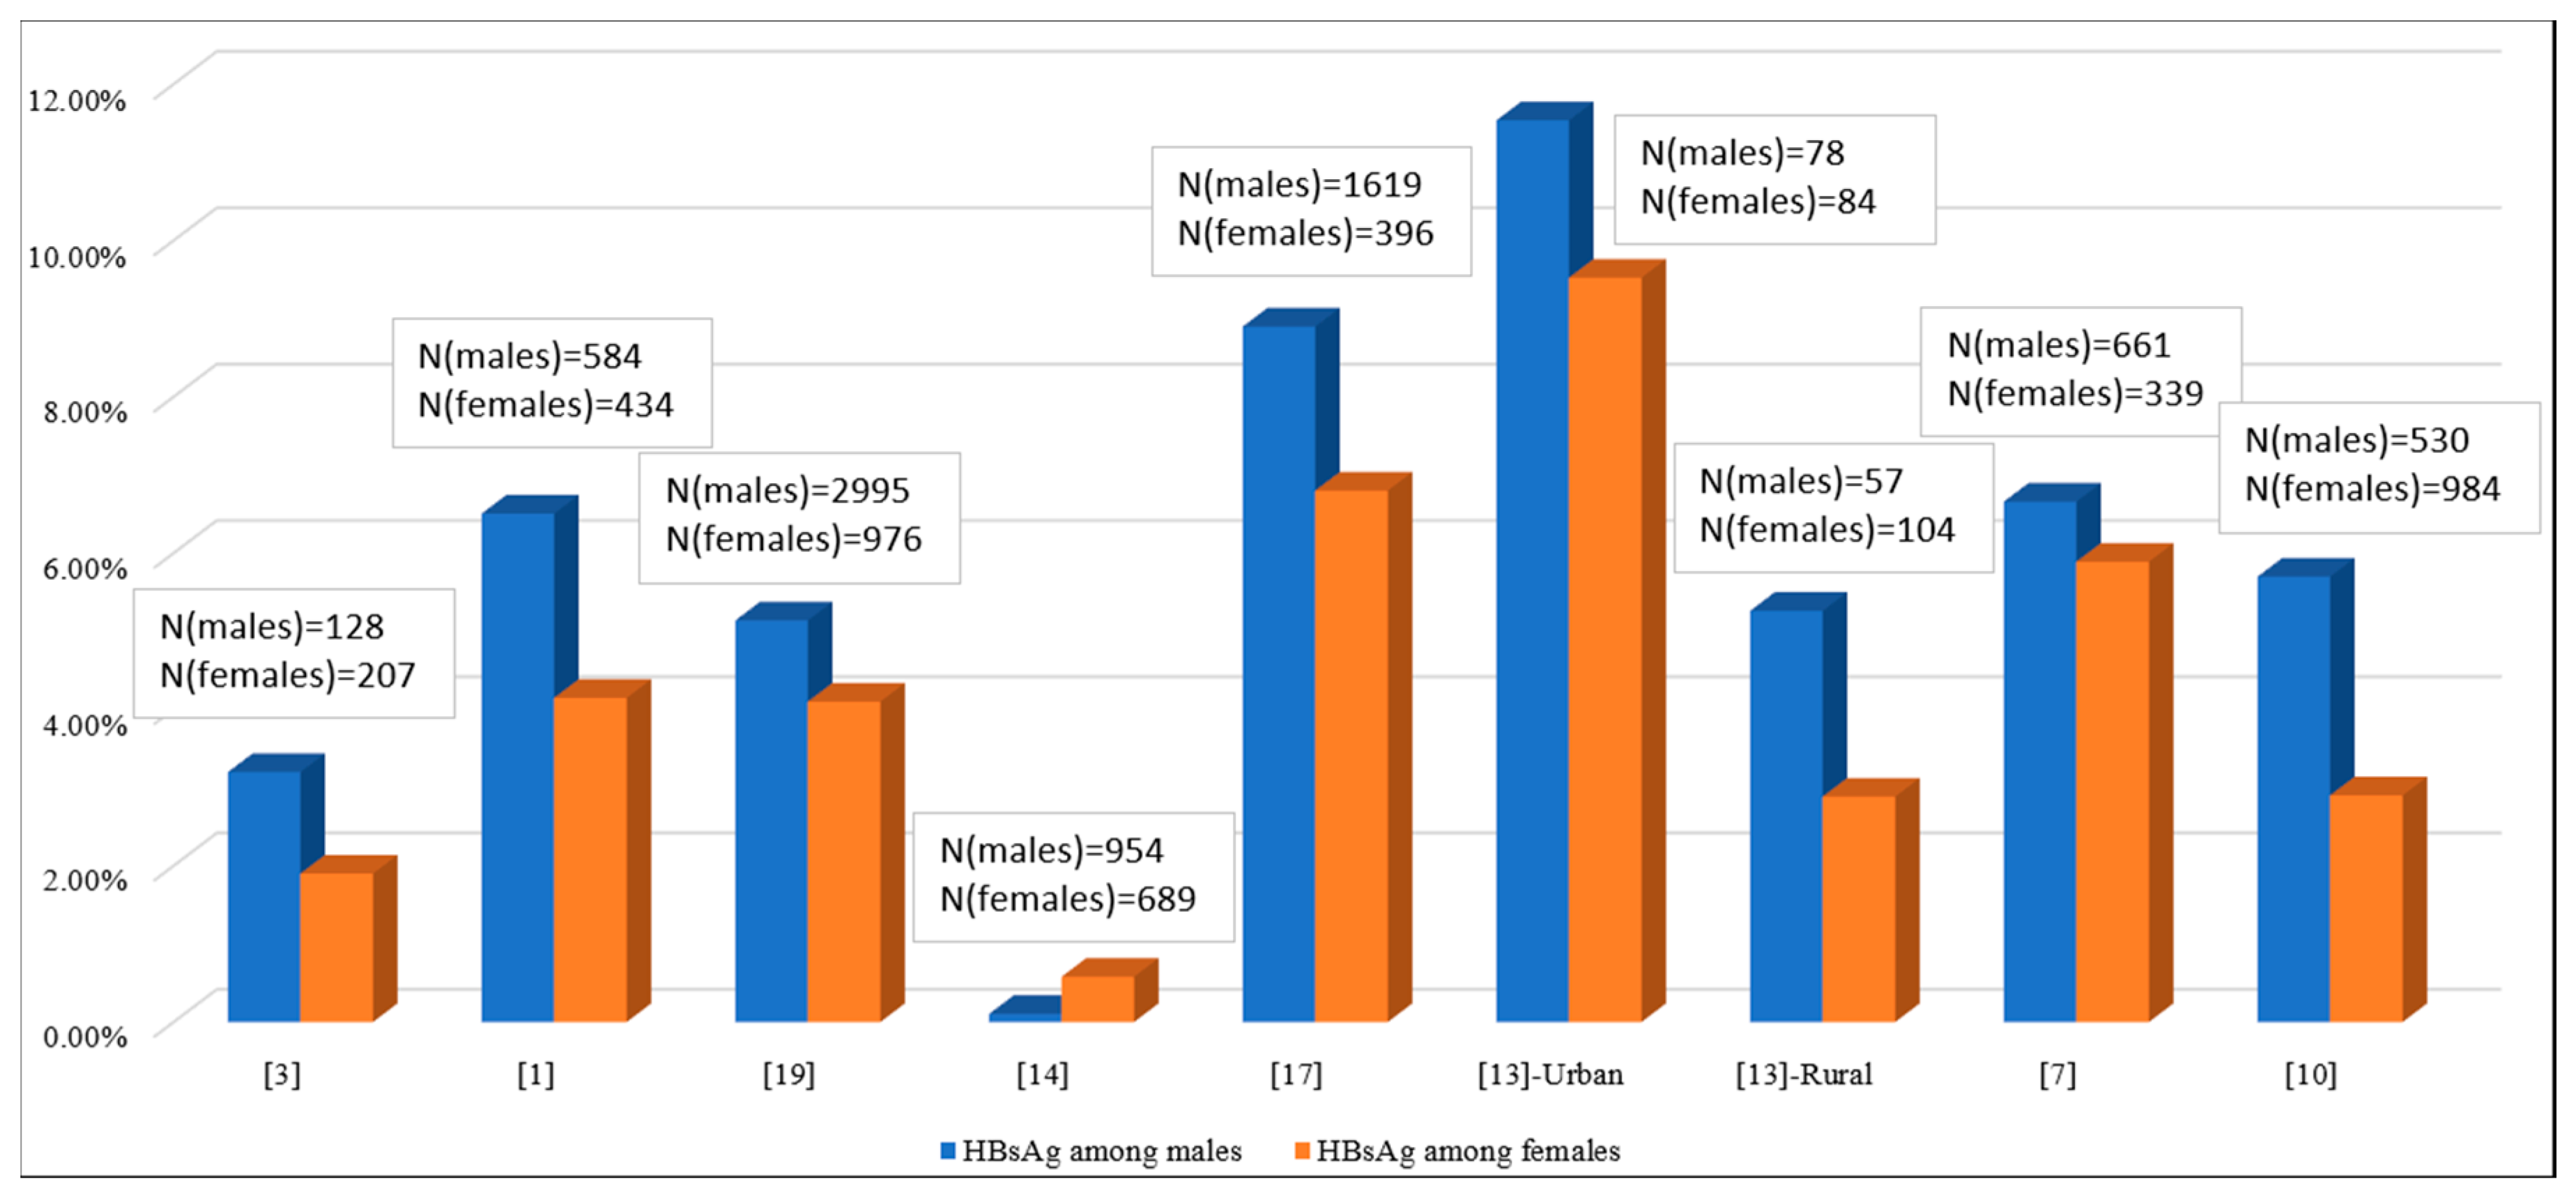 12.00%
10.00%
8.00%
6.00%
4.00%
2.00%
0.00%
N(males)=128
N(females)=207
N(males)=584
N(females)=434
N(males)=2995
N(females)=976
N(males)=954
N(females)=689
N(males)=1619
N(females)=396
N(males)=78
N(females)=84
N(males)=57
N(females)=104
N(males)=661
N(females)=339
N(males)=530
N(females)=984
[3]
[1]
[19]
[14]
[17]
[13]-Urban
[13]-Rural
[7]
[10]
HBsAg among males
HBsAg among females